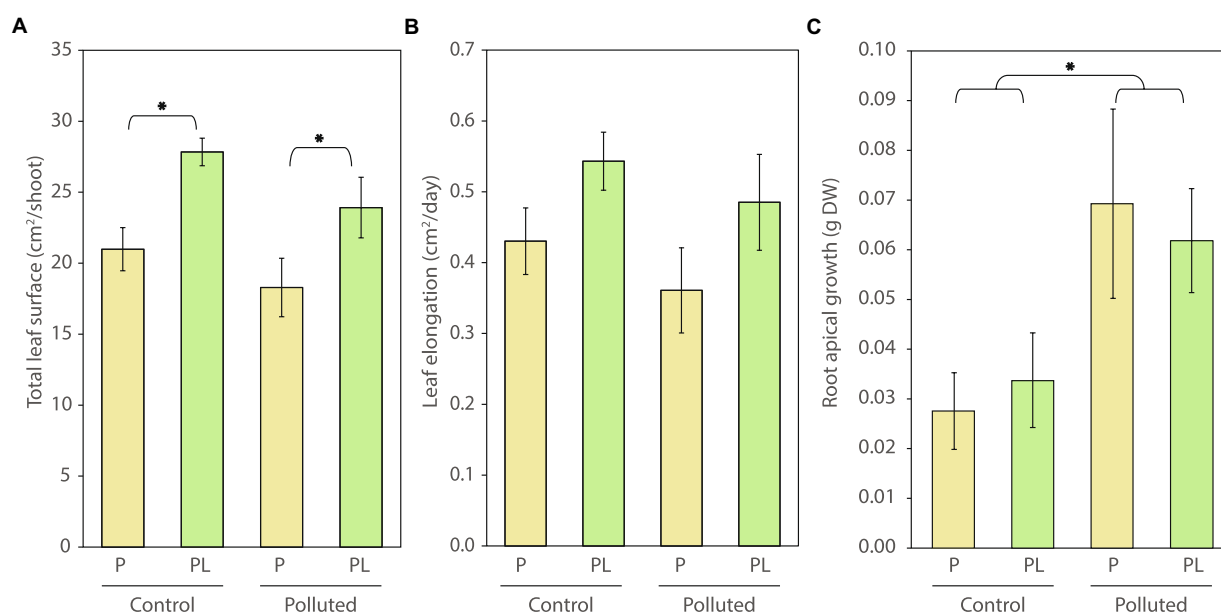 A
Total leaf surface (cm²/shoot)
35
30
25
20
15
10
5
0
*
*
P PL P PL
Control Polluted
B
Leaf elongation (cm²/day)
0.7
0.6
0.5
0.4
0.3
0.2
0.1
0.0
P PL P PL
Control Polluted
C
Root apical growth (g DW)
0.10
0.09
0.08
0.07
0.06
0.05
0.04
0.03
0.02
0.01
0.00
*
P PL P PL
Control Polluted